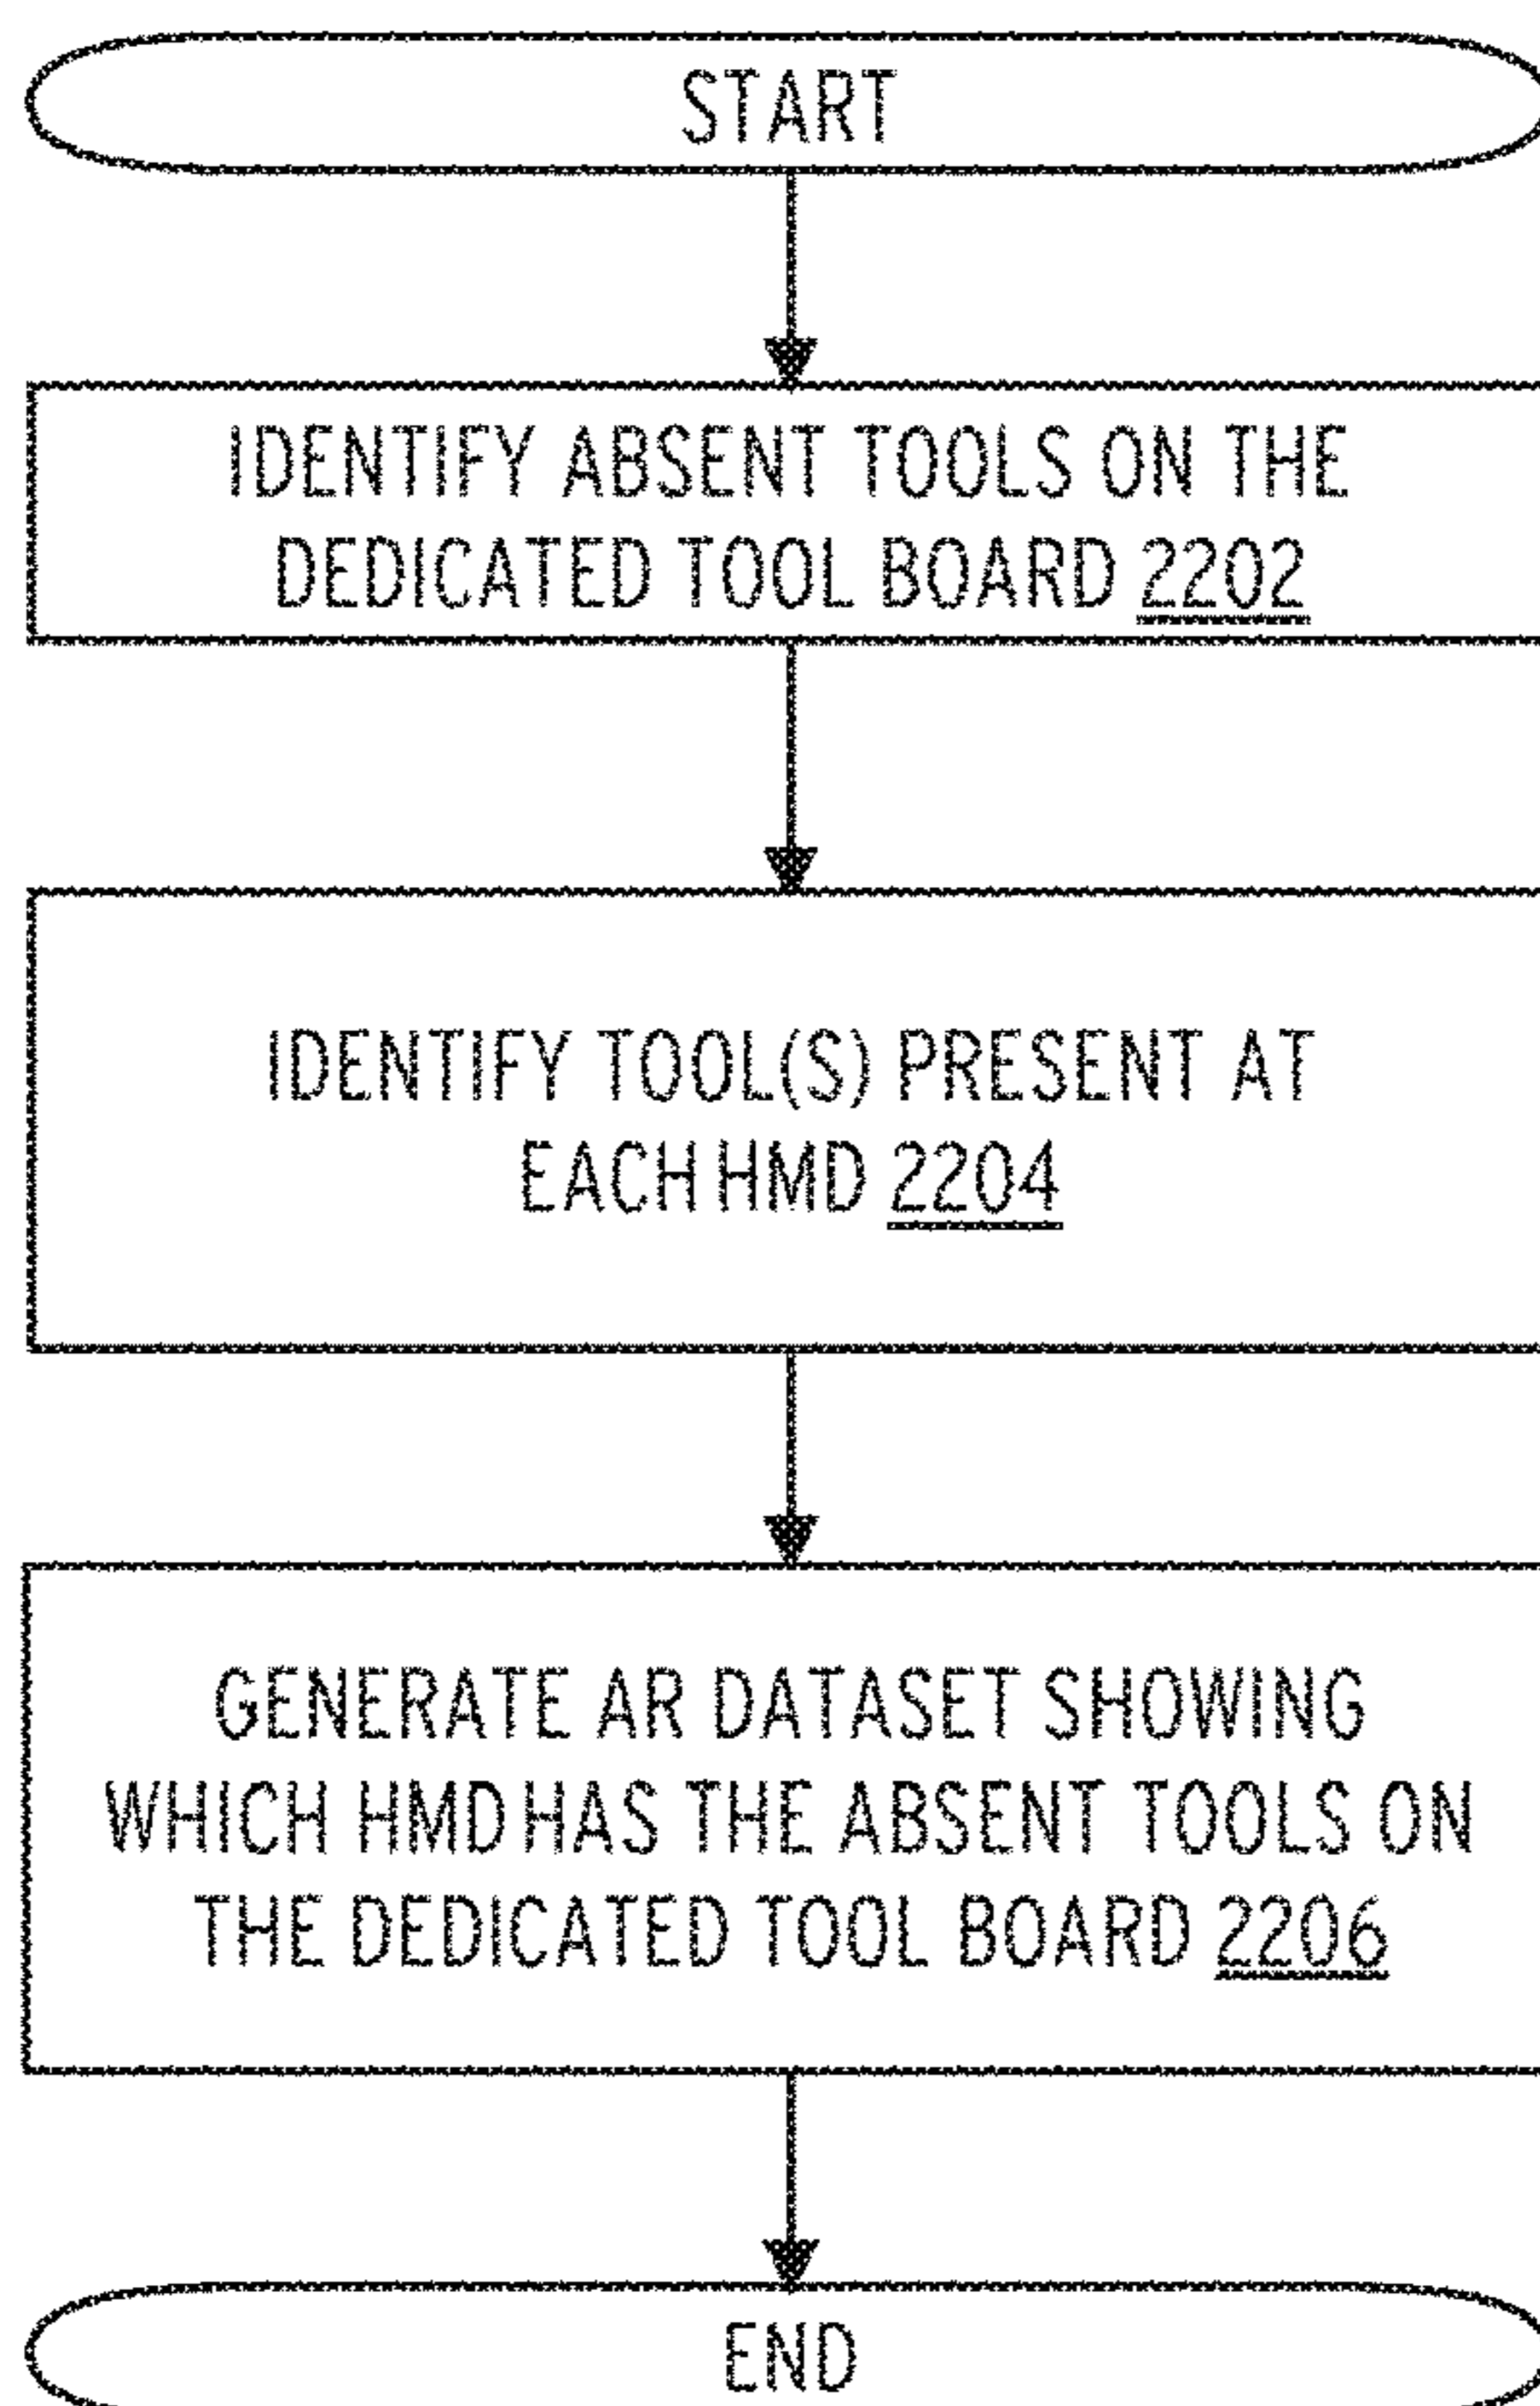 START
IDENTIFY ABSENT TOOLS ON THE
DEDICATED TOOL BOARD 2202
IDENTIFY TOOL(S) PRESENT AT
EACH HMD 2204
GENERATE AR DATASET SHOWING
WHICH HMD HAS THE ABSENT TOOLS ON
THE DEDICATED TOOL BOARD 2206
END